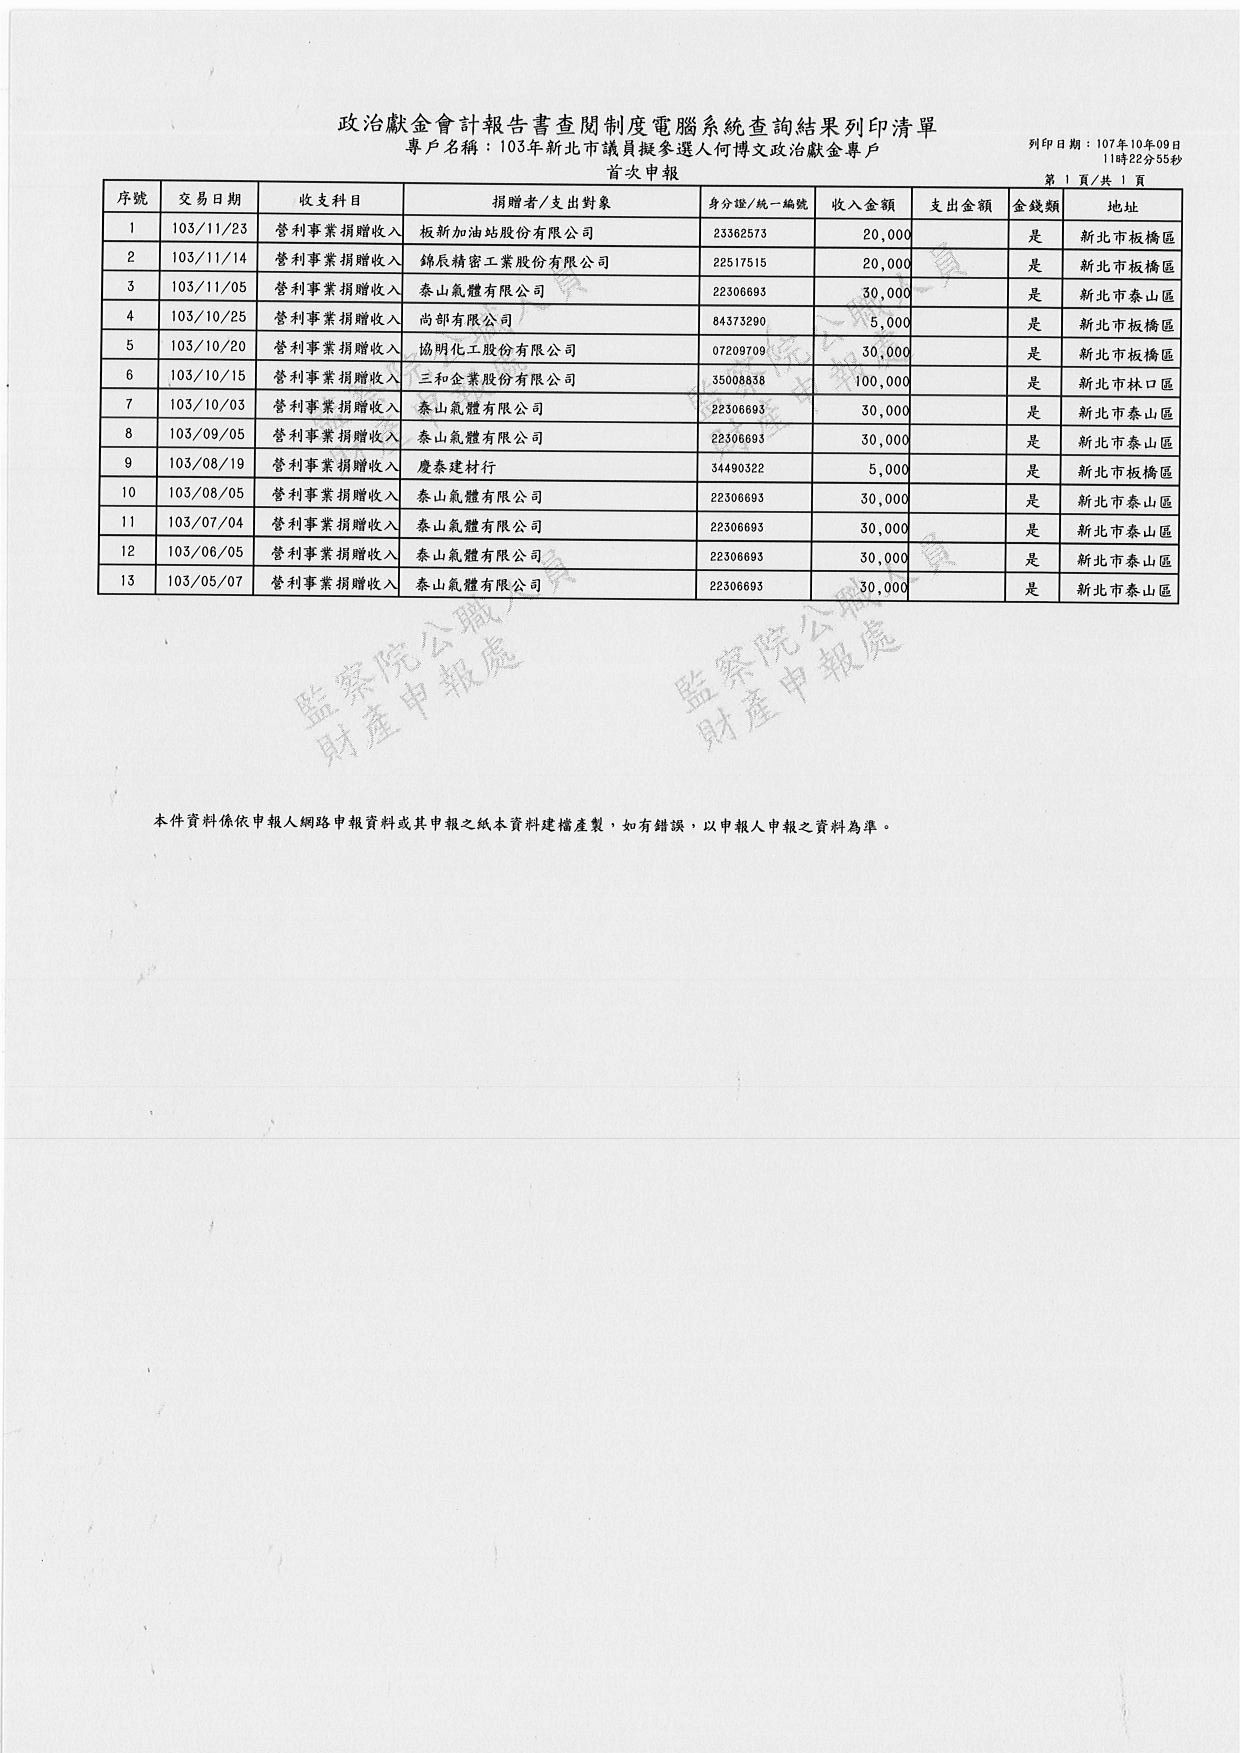 政治獻金會計報告書查閱制度電腦系統查詢結果列印清單
專戶名稱：103年新北市議員擬參選人何博文政治獻金專戶
列印日期：107年10年09日
11時22分55秒
首次申報
第 1 頁/共 1 頁
序號 交易日期 收支科目 捐贈者/支出對象 身分證/統一編號 收入金額 支出金額 金錢類 地址
1 103/11/23 營利事業捐贈收入 板新加油站股份有限公司 23362573 20,000 是 新北市板橋區
2 103/11/14 營利事業捐贈收入 錦辰精密工業股份有限公司 22517515 20,000 是 新北市板橋區
3 103/11/05 營利事業捐贈收入 泰山氣體有限公司 22306693 30,000 是 新北市泰山區
4 103/10/25 營利事業捐贈收入 尚部有限公司 84373290 5,000 是 新北市板橋區
5 103/10/20 營利事業捐贈收入 協明化工股份有限公司 07209709 30,000 是 新北市板橋區
6 103/10/15 營利事業捐贈收入 三和企業股份有限公司 35008838 100,000 是 新北市林口區
7 103/10/03 營利事業捐贈收入 泰山氣體有限公司 22306693 30,000 是 新北市泰山區
8 103/09/05 營利事業捐贈收入 泰山氣體有限公司 22306693 30,000 是 新北市泰山區
9 103/08/19 營利事業捐贈收入 慶泰建材行 34490322 5,000 是 新北市板橋區
10 103/08/05 營利事業捐贈收入 泰山氣體有限公司 22306693 30,000 是 新北市泰山區
11 103/07/04 營利事業捐贈收入 泰山氣體有限公司 22306693 30,000 是 新北市泰山區
12 103/06/05 營利事業捐贈收入 泰山氣體有限公司 22306693 30,000 是 新北市泰山區
13 103/05/07 營利事業捐贈收入 泰山氣體有限公司 22306693 30,000 是 新北市泰山區
監察院公職人員
財產申報處
監察院公職人員
財產申報處
監察院公職人員
財產申報處
監察院公職人員
財產申報處
本件資料係依申報人網路申報資料或其申報之紙本資料建檔產製，如有錯誤，以申報人申報之資料為準。